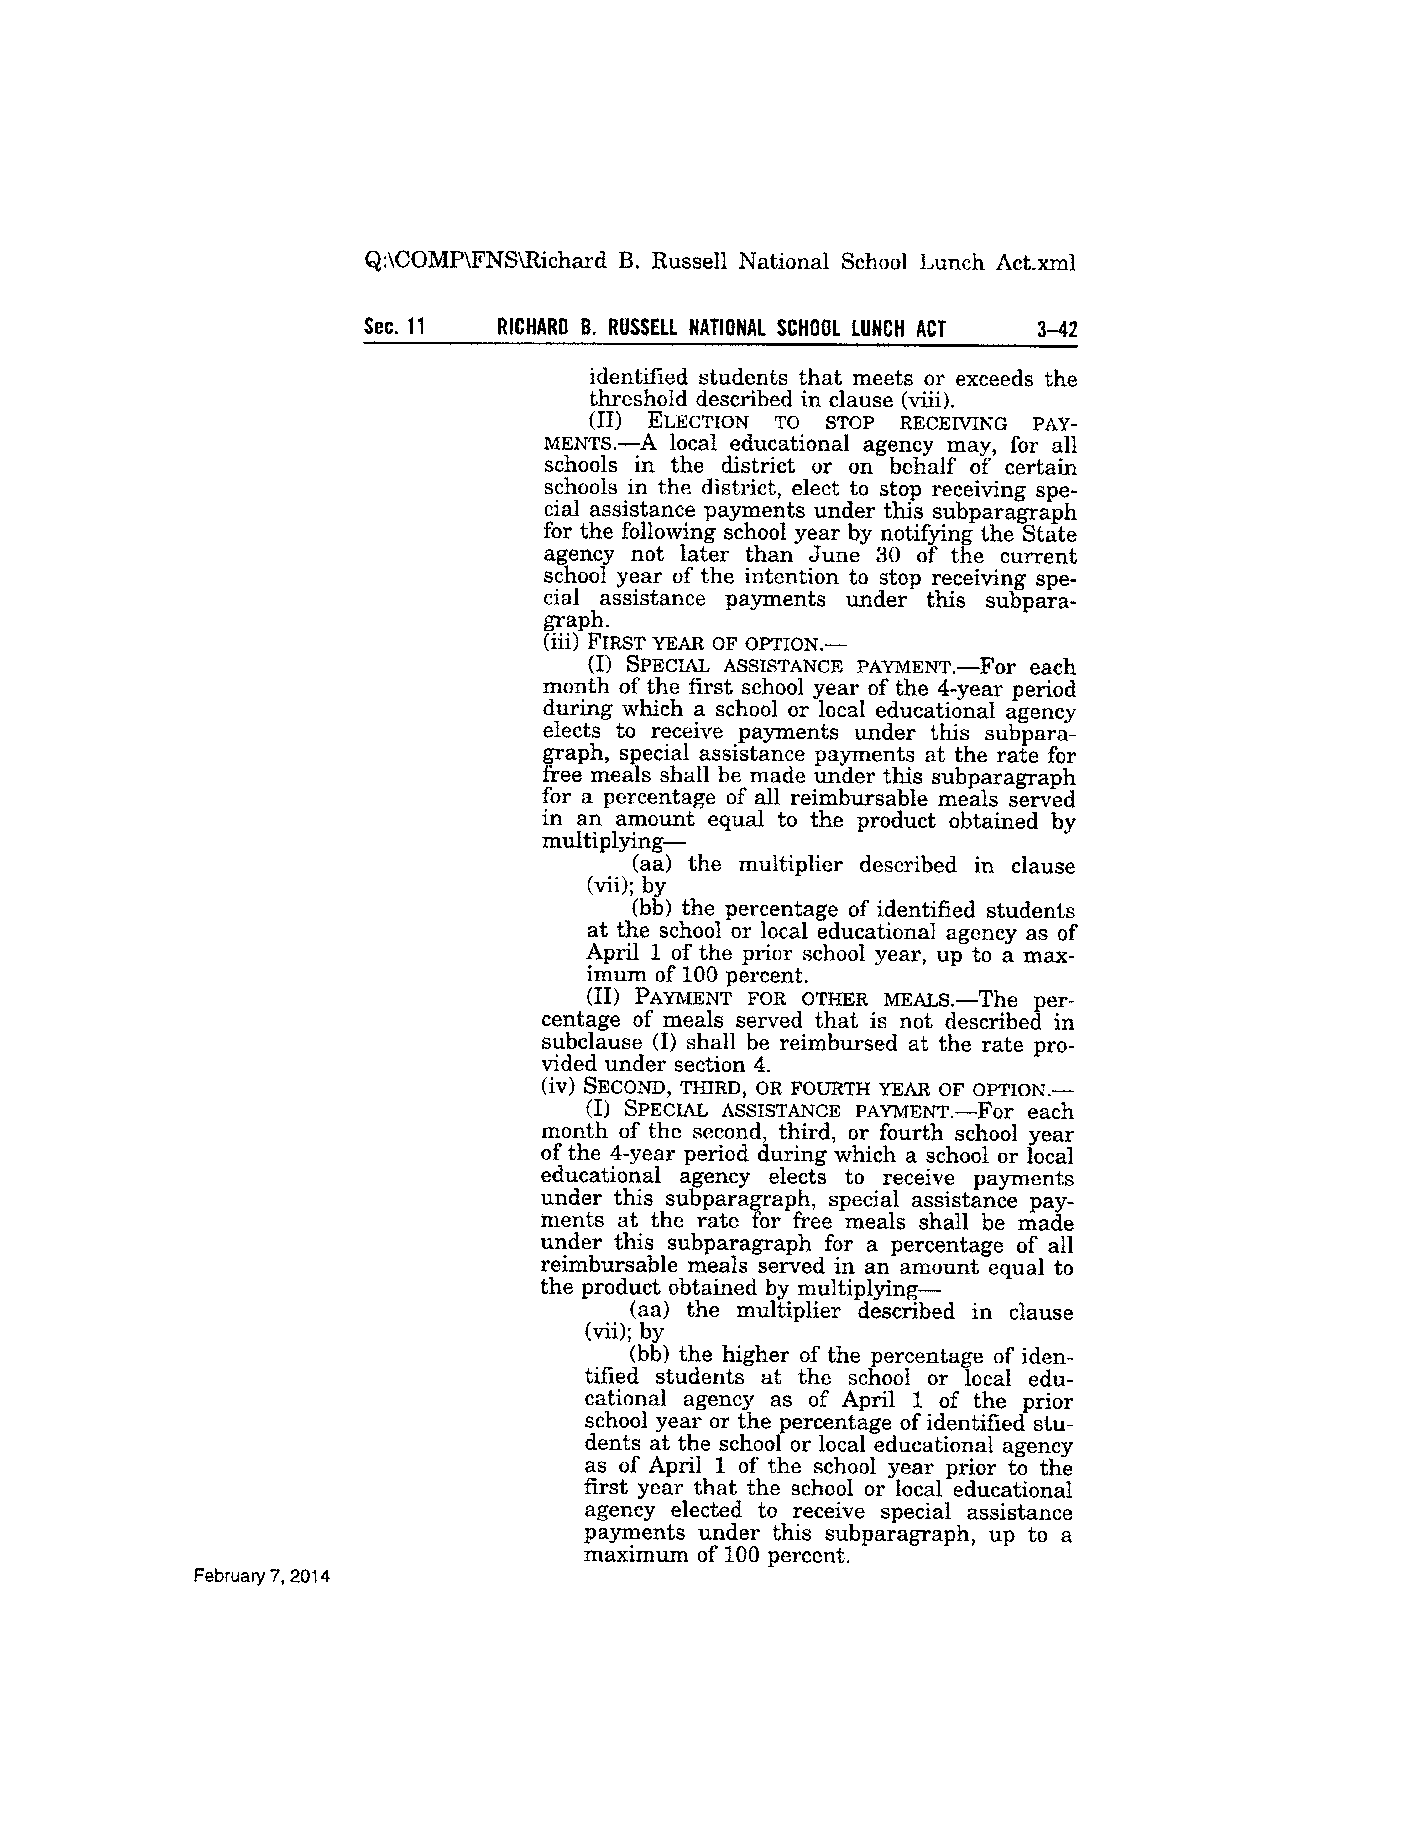 Q:\COMP\FNS\Richard B. Russell National School Lunch Act.xml
Sec. 11 RICHARD B. RUSSELL NATIONAL SCHOOL LUNCH ACT 3–42
identified students that meets or exceeds the
threshold described in clause (viii).
(II) ELECTION TO STOP RECEIVING PAY-
MENTS.—A local educational agency may, for all
schools in the district or on behalf of certain
schools in the district, elect to stop receiving spe-
cial assistance payments under this subparagraph
for the following school year by notifying the State
agency not later than June 30 of the current
school year of the intention to stop receiving spe-
cial assistance payments under this subpara-
graph.
(iii) FIRST YEAR OF OPTION.—
(I) SPECIAL ASSISTANCE PAYMENT.—For each
month of the first school year of the 4-year period
during which a school or local educational agency
elects to receive payments under this subpara-
graph, special assistance payments at the rate for
free meals shall be made under this subparagraph
for a percentage of all reimbursable meals served
in an amount equal to the product obtained by
multiplying—
(aa) the multiplier described in clause
(vii); by
(bb) the percentage of identified students
at the school or local educational agency as of
April 1 of the prior school year, up to a max-
imum of 100 percent.
(II) PAYMENT FOR OTHER MEALS.—The per-
centage of meals served that is not described in
subclause (I) shall be reimbursed at the rate pro-
vided under section 4.
(iv) SECOND, THIRD, OR FOURTH YEAR OF OPTION.—
(I) SPECIAL ASSISTANCE PAYMENT.—For each
month of the second, third, or fourth school year
of the 4-year period during which a school or local
educational agency elects to receive payments
under this subparagraph, special assistance pay-
ments at the rate for free meals shall be made
under this subparagraph for a percentage of all
reimbursable meals served in an amount equal to
the product obtained by multiplying—
(aa) the multiplier described in clause
(vii); by
(bb) the higher of the percentage of iden-
tified students at the school or local edu-
cational agency as of April 1 of the prior
school year or the percentage of identified stu-
dents at the school or local educational agency
as of April 1 of the school year prior to the
first year that the school or local educational
agency elected to receive special assistance
payments under this subparagraph, up to a
maximum of 100 percent.
February 7, 2014